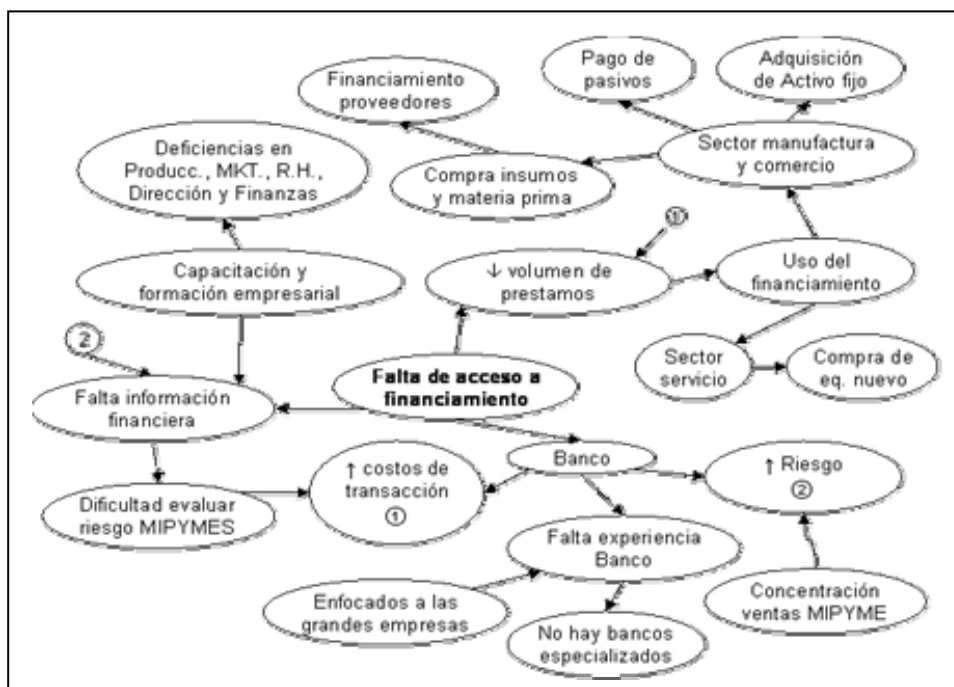 Pago de
pasivos
Adquisición
de Activo fijo
Financiamiento
proveedores
Deficiencias en
Producc., MKT., R.H.,
Dirección y Finanzas
Sector manufactura
y comercio
Compra insumos
y materia prima
①
Capacitación y
formación empresarial
↓ volumen de
prestamos
Uso del
financiamiento
②
Sector
servicio
Compra de
eq. nuevo
Falta de acceso a
financiamiento
Falta información
financiera
Banco
↑ costos de
transacción
①
↑ Riesgo
②
Dificultad evaluar
riesgo MIPYMES
Falta experiencia
Banco
Enfocados a las
grandes empresas
Concentración
ventas MIPYME
No hay bancos
especializados